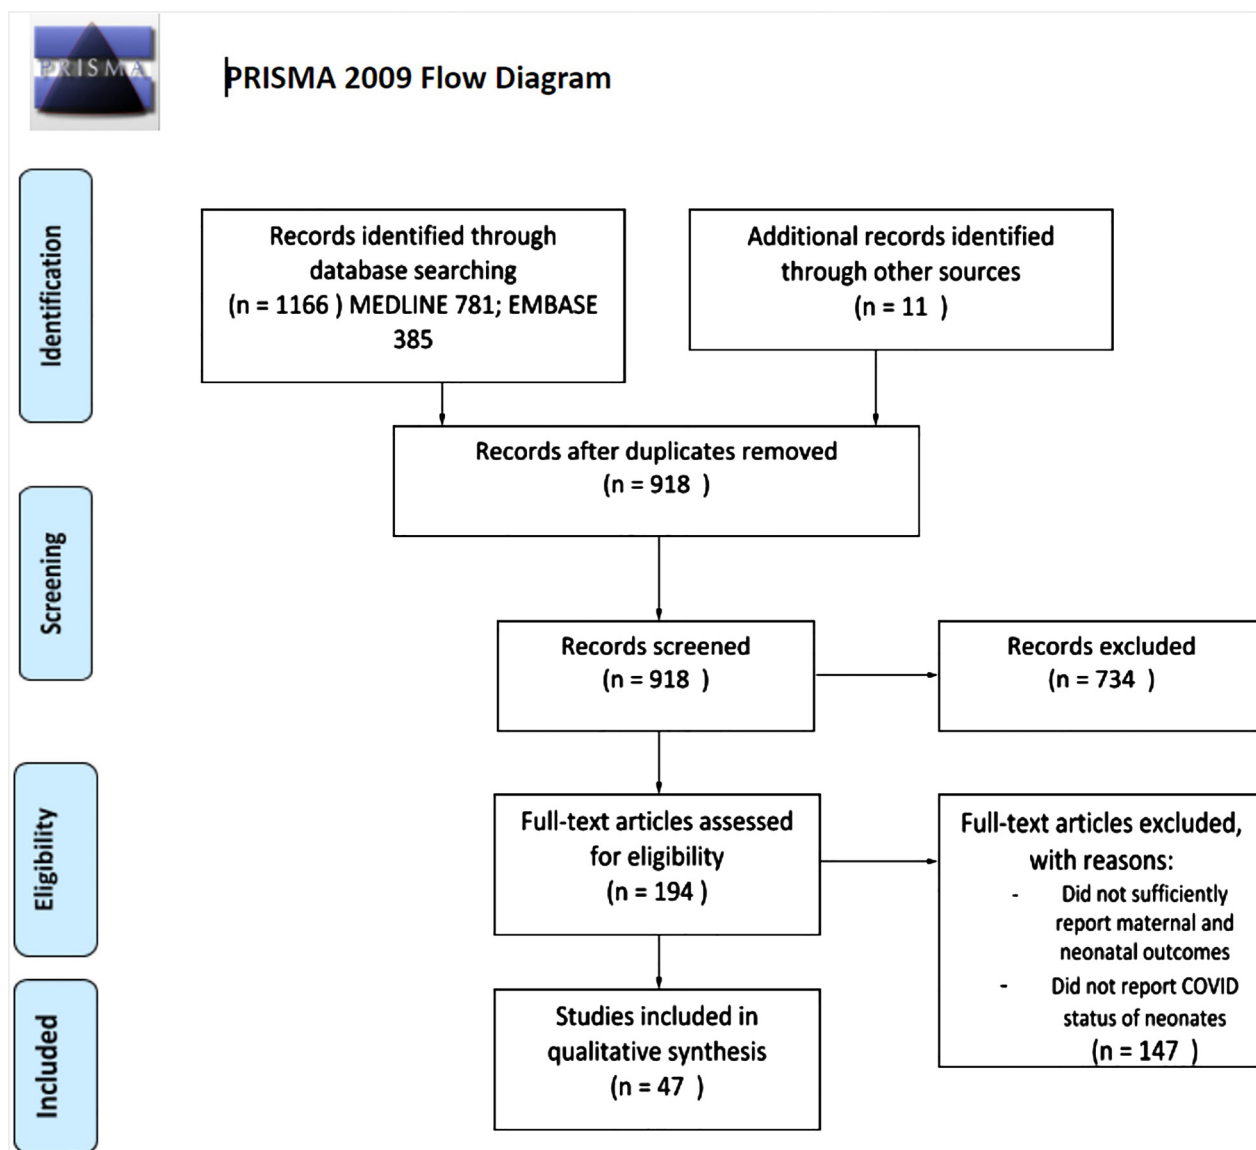 PRISMA
PRISMA 2009 Flow Diagram
Identification
Records identified through
database searching
(n = 1166 ) MEDLINE 781; EMBASE
385
Additional records identified
through other sources
(n = 11 )
Records after duplicates removed
(n = 918 )
Screening
Records screened
(n = 918 )
Records excluded
(n = 734 )
Eligibility
Full-text articles assessed
for eligibility
(n = 194 )
Full-text articles excluded,
with reasons:
- Did not sufficiently
report maternal and
neonatal outcomes
- Did not report COVID
status of neonates
(n = 147 )
Included
Studies included in
qualitative synthesis
(n = 47 )